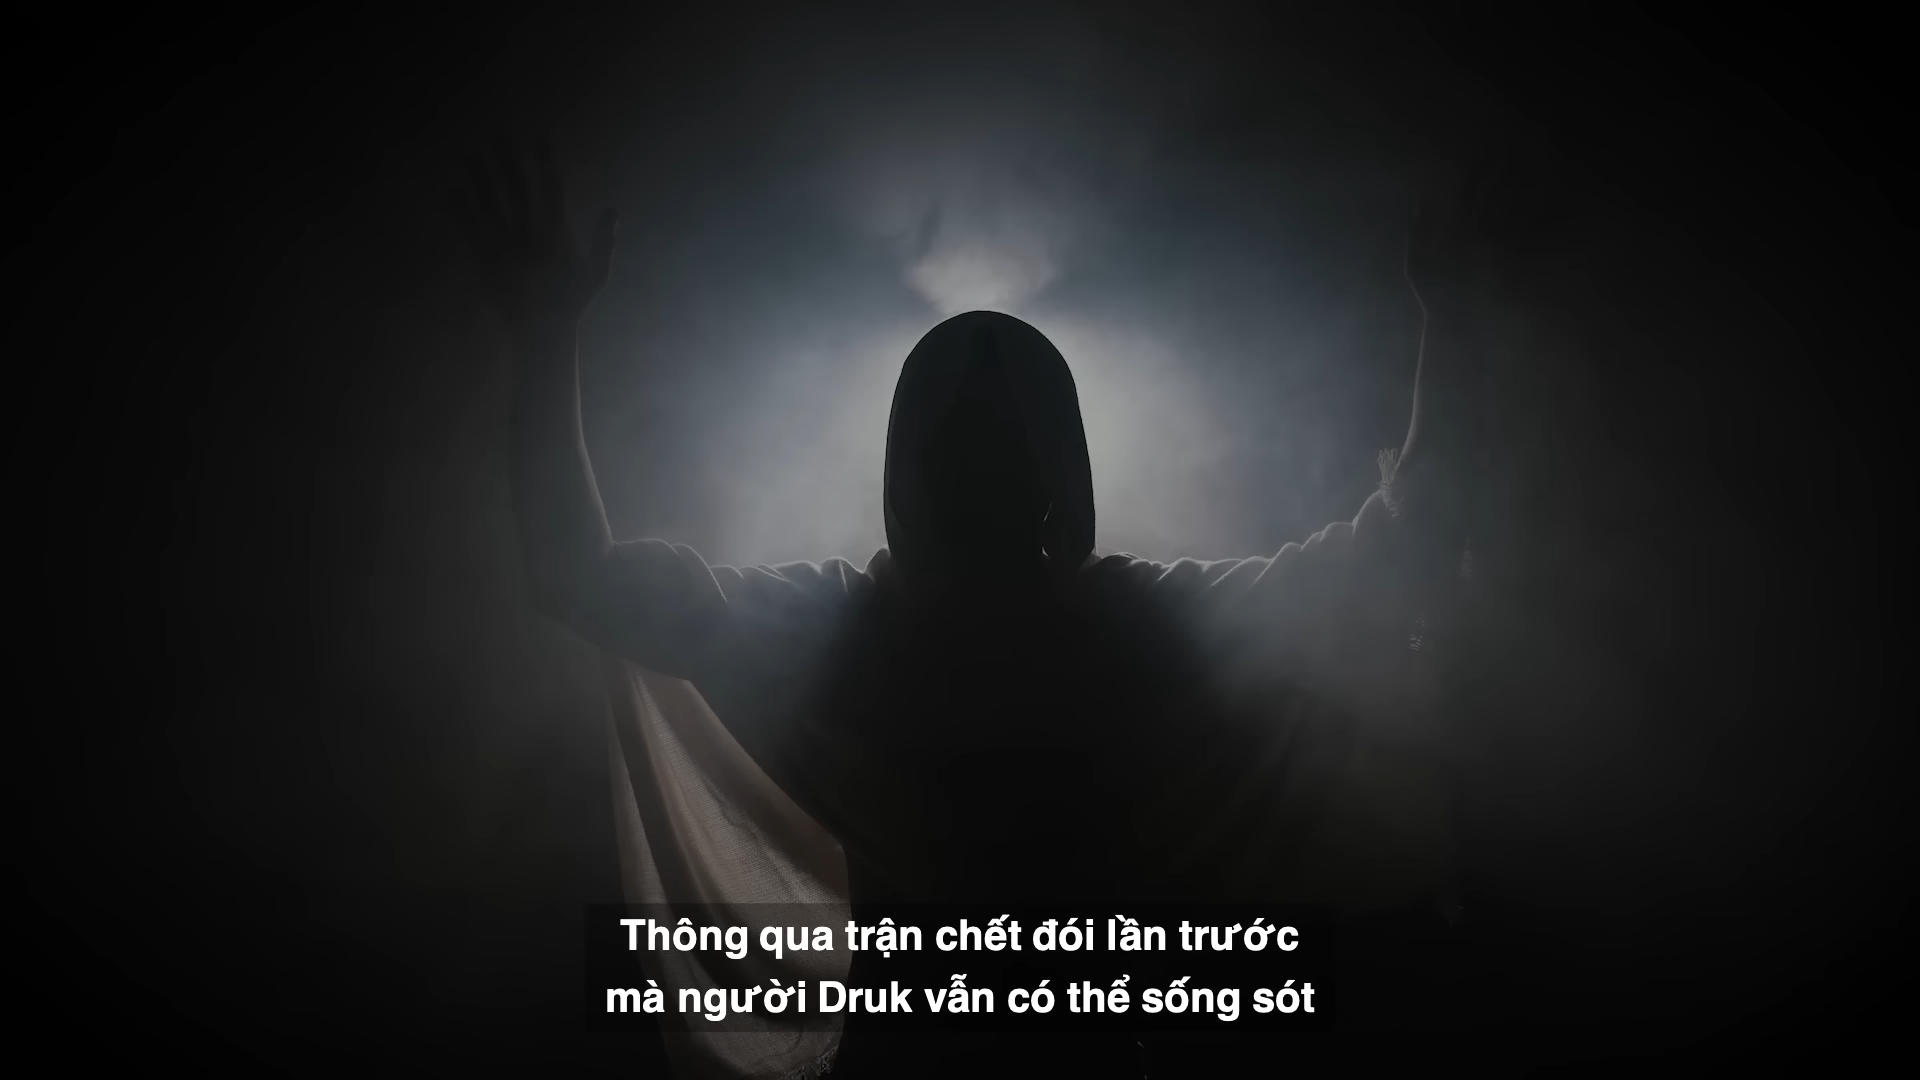 Thông qua trận chết đói lần trước
mà người Druk vẫn có thể sống sót